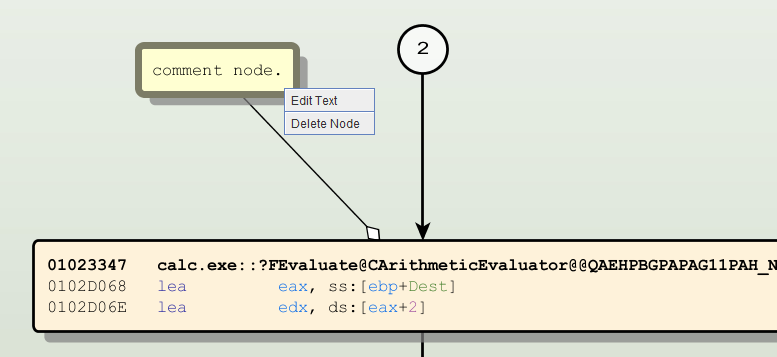 2
comment node.
Edit Text
Delete Node
01023347 calc.exe::?FEvaluate@CArithmeticEvaluator@@QAEHPBGPAPAG11PAH_N
0102D068 lea eax, ss:[ebp+Dest]
0102D06E lea edx, ds:[eax+2]